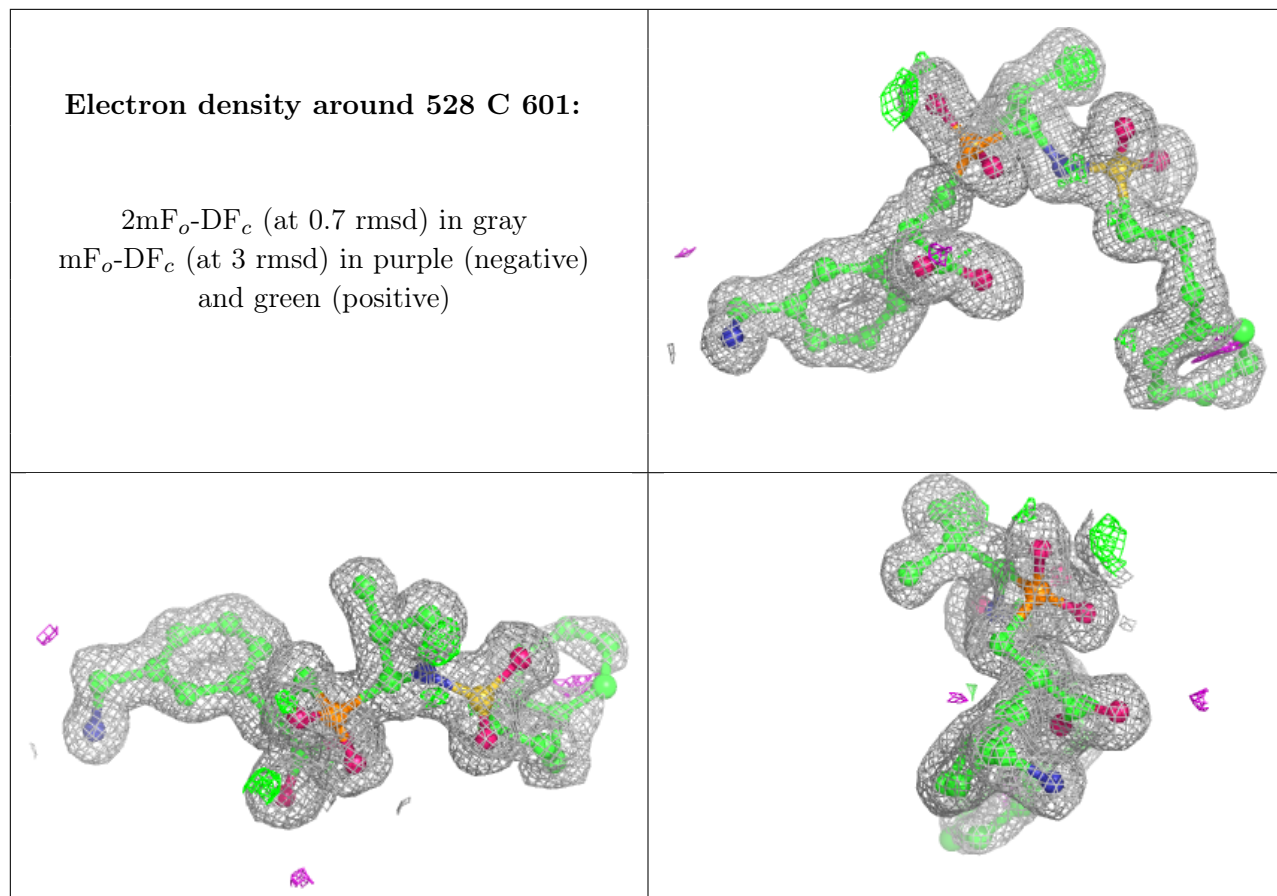 Electron density around 528 C 601:
2mFo-DFc (at 0.7 rmsd) in gray
mFo-DFc (at 3 rmsd) in purple (negative)
and green (positive)